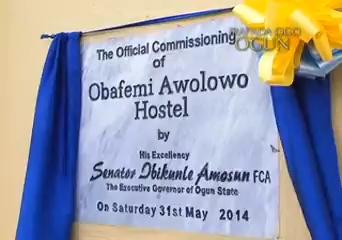 The Official Commissioning
of
Obafemi Awolowo
Hostel
by
His Excellency
Senator Ibikunle Amosun FCA
The Executive Governor of Ogun State
On Saturday 31st May 2014
OGUN